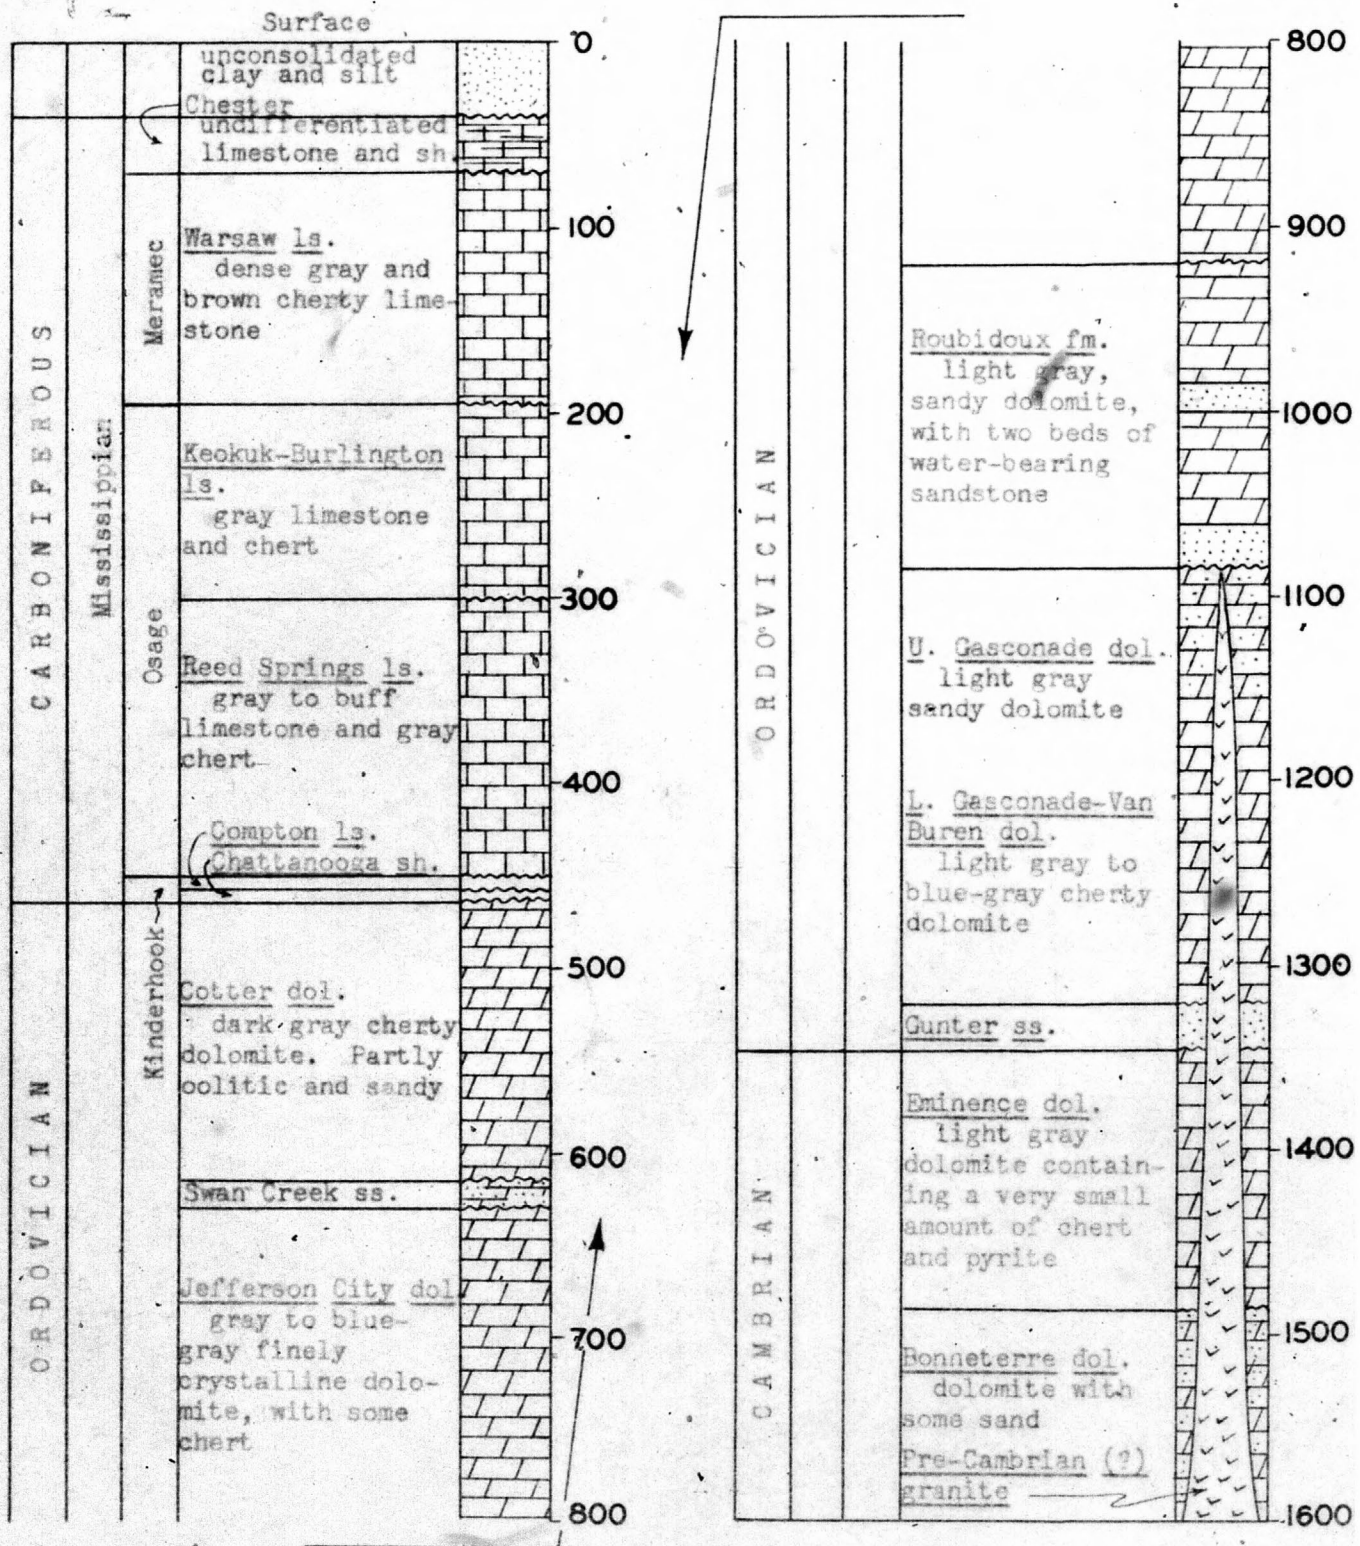 Surface
unconsolidated
clay and silt
Chester
undifferentiated
limestone and sh.
Warsaw ls.
dense gray and
brown cherty lime-
stone
Keokuk-Burlington
ls.
gray limestone
and chert
Reed Springs ls.
gray to buff
limestone and gray
chert
Compton ls.
Chattanooga sh.
Cotter dol.
dark gray cherty
dolomite. Partly
oolitic and sandy
Swan Creek ss.
Jefferson City dol
gray to blue-
gray finely
crystalline dolo-
mite, with some
chert
CARBONIFEROUS
ORDOVICIAN
Mississippian
Meramec
Osage
Kinderhook
0
100
200
300
400
500
600
700
800
ORDOVICIAN
CAMBRIAN
Roubidoux fm.
light gray,
sandy dolomite,
with two beds of
water-bearing
sandstone
U. Gasconade dol.
light gray
sandy dolomite
L. Gasconade-Van
Buren dol.
light gray to
blue-gray cherty
dolomite
Gunter ss.
Eminence dol.
light gray
dolomite contain-
ing a very small
amount of chert
and pyrite
Bonneterre dol.
dolomite with
some sand
Pre-Cambrian (?)
granite
800
900
1000
1100
1200
1300
1400
1500
1600